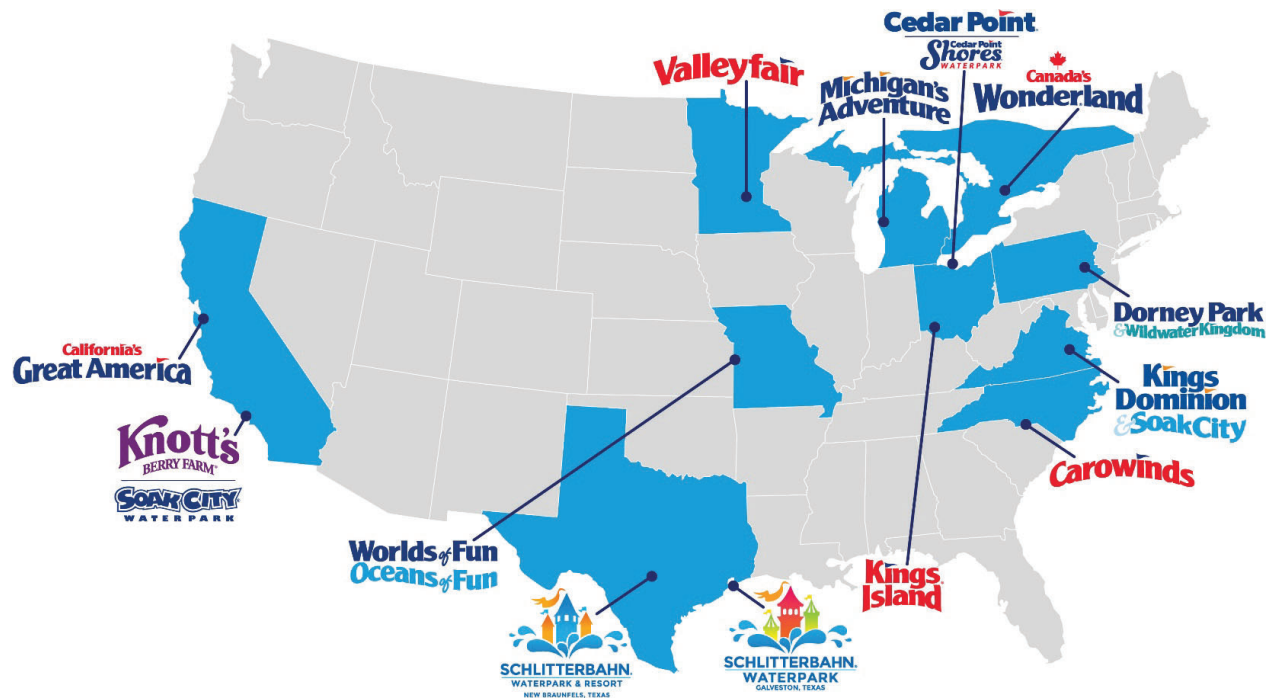 Cedar Point
Cedar Point
Shores
WATERPARK
Valleyfair
Michigan's
Adventure
Canada's
Wonderland
Dorney Park
&Wildwater Kingdom
Kings
Dominion
&Soak City
Carowinds
California's
Great America
Knott's
BERRY FARM
SOAK CITY
WATERPARK
Worlds of Fun
Oceans of Fun
Kings
Island
SCHLITTERBAHN
WATERPARK & RESORT
NEW BRAUNFELS, TEXAS
SCHLITTERBAHN
WATERPARK
GALVESTON, TEXAS